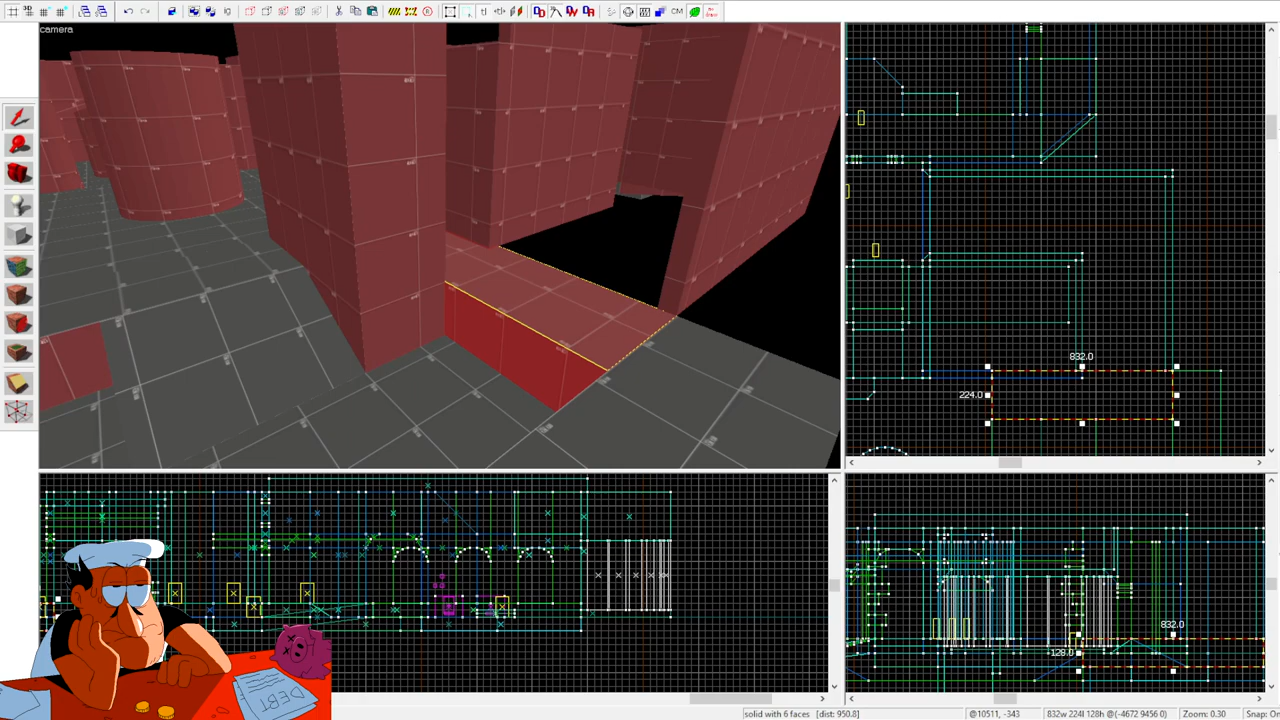 CM
camera
832.0
224.0
832.0
128.0
DEBT
solid with 6 faces [dist: 950.8]
@10511, -343
832w 224l 128h @(-4672 9456 0)
Zoom: 0.30
Snap: On